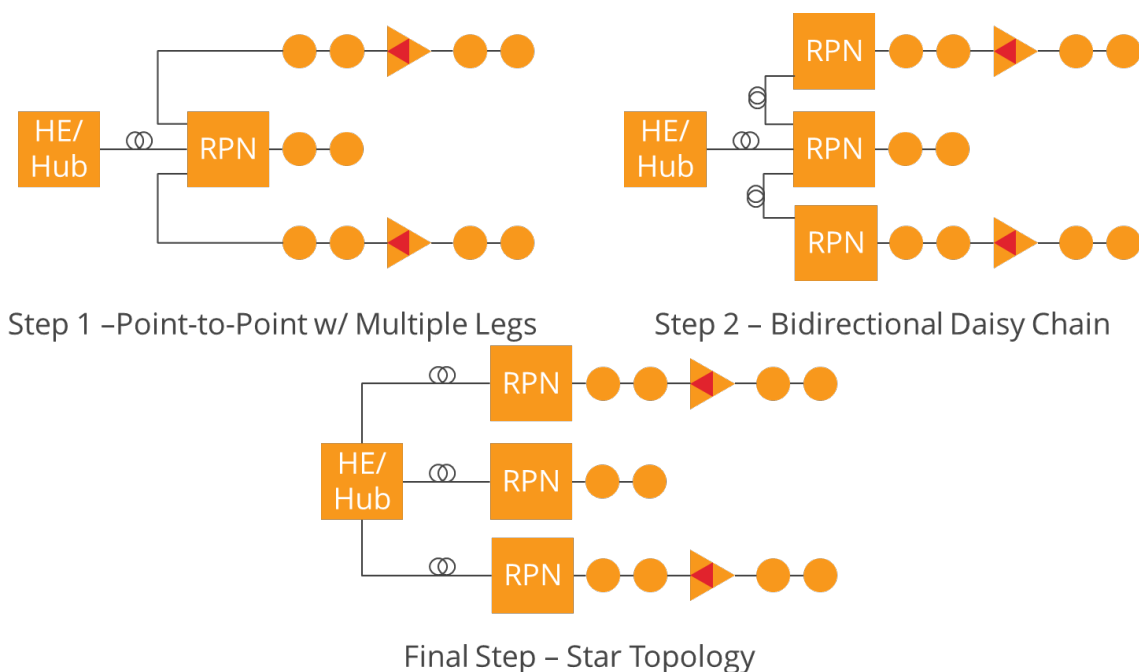 HE/
Hub
RPN
Step 1 –Point-to-Point w/ Multiple Legs
RPN
HE/
Hub
RPN
RPN
Step 2 – Bidirectional Daisy Chain
RPN
HE/
Hub
RPN
RPN
Final Step – Star Topology